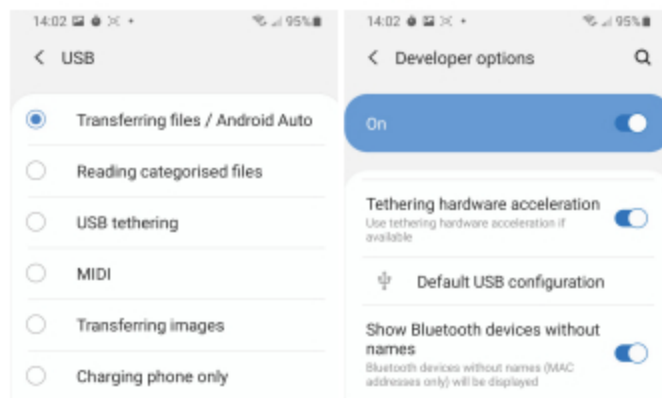 14:02
95%
USB
Transferring files / Android Auto
Reading categorised files
USB tethering
MIDI
Transferring images
Charging phone only
14:02
95%
Developer options
On
Tethering hardware acceleration
Use tethering hardware acceleration if
available
Default USB configuration
Show Bluetooth devices without
names
Bluetooth devices without names (MAC
addresses only) will be displayed